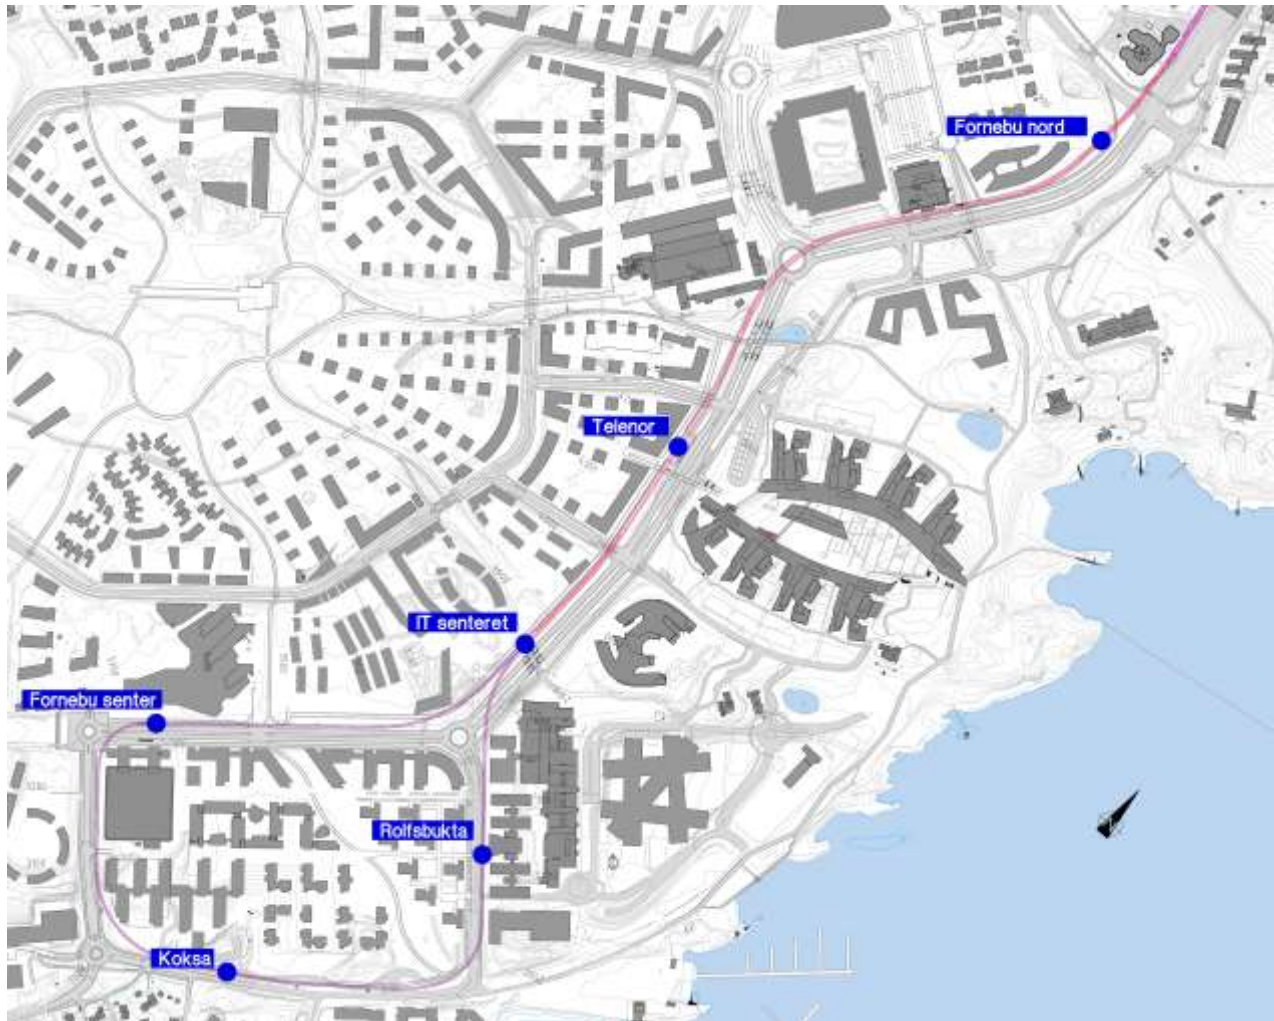 Fornebu nord
Telenor
IT senteret
Fornebu senter
Rolfsbukta
Koksa